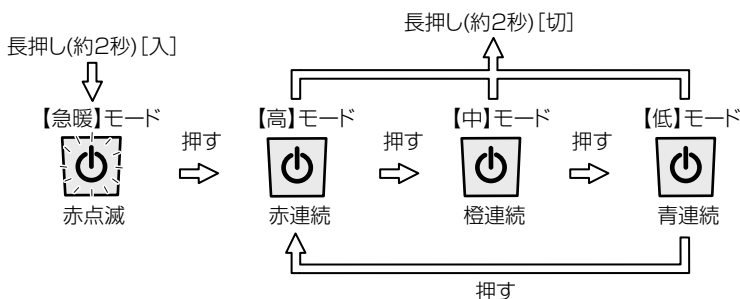 長押し(約2秒)[切]
長押し(約2秒)[入]
【急暖】モード
【高】モード
【中】モード
【低】モード
押す
押す
押す
赤点滅
赤連続
橙連続
青連続
押す